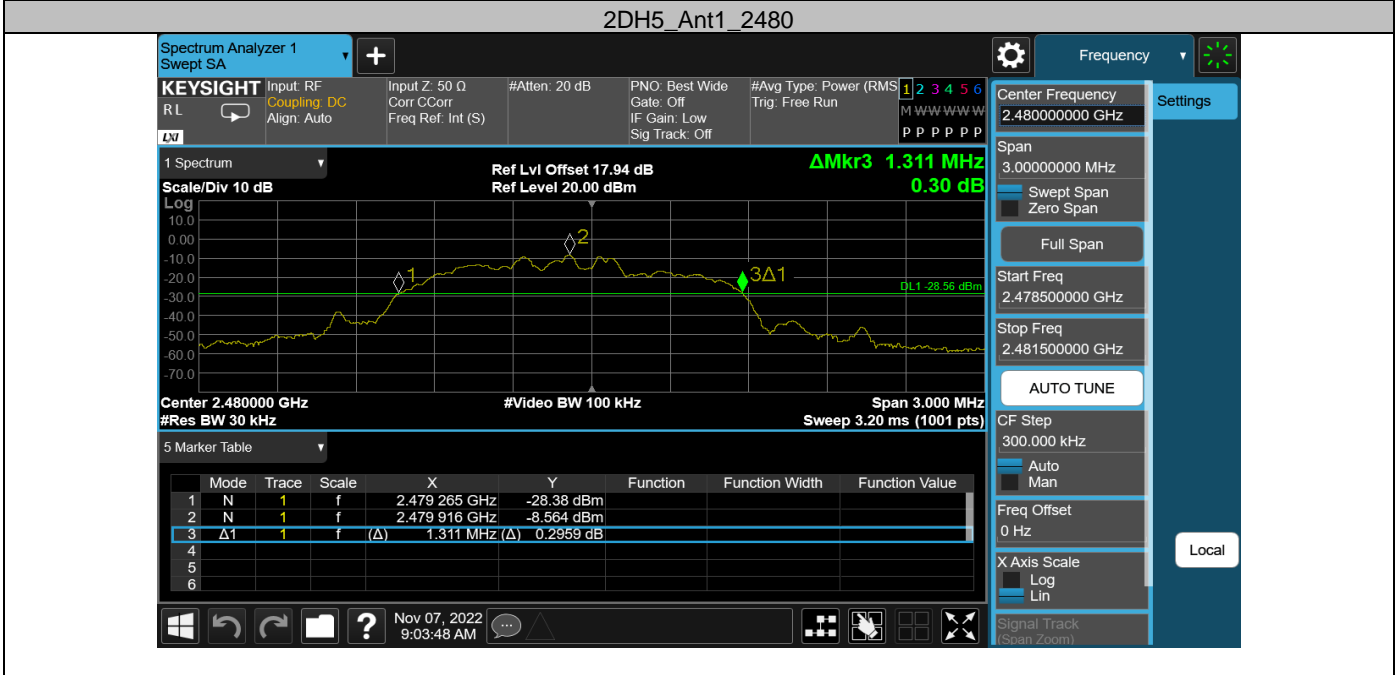 2DH5_Ant1_2480
Spectrum Analyzer 1
Swept SA
+
Frequency
KEYSIGHT
RL
LXI
Input: RF
Coupling: DC
Align: Auto
Input Z: 50 Ω
Corr CCorr
Freq Ref: Int (S)
#Atten: 20 dB
PNO: Best Wide
Gate: Off
IF Gain: Low
Sig Track: Off
#Avg Type: Power (RMS
Trig: Free Run
1 2 3 4 5 6
M W W W W W
P P P P P P
1 Spectrum
Scale/Div 10 dB
Ref Lvl Offset 17.94 dB
Ref Level 20.00 dBm
ΔMkr3 1.311 MHz
0.30 dB
Log
10.0
0.00
-10.0
-20.0
-30.0
-40.0
-50.0
-60.0
-70.0
1
2
3Δ1
DL1 -28.56 dBm
Center 2.480000 GHz
#Video BW 100 kHz
Span 3.000 MHz
#Res BW 30 kHz
Sweep 3.20 ms (1001 pts)
5 Marker Table
Mode Trace Scale X Y Function Function Width Function Value
1 N 1 f 2.479 265 GHz -28.38 dBm
2 N 1 f 2.479 916 GHz -8.564 dBm
3 Δ1 1 f (Δ) 1.311 MHz (Δ) 0.2959 dB
4
5
6
?
Nov 07, 2022
9:03:48 AM
Center Frequency
2.480000000 GHz
Settings
Span
3.00000000 MHz
Swept Span
Zero Span
Full Span
Start Freq
2.478500000 GHz
Stop Freq
2.481500000 GHz
AUTO TUNE
CF Step
300.000 kHz
Auto
Man
Freq Offset
0 Hz
X Axis Scale
Log
Lin
Signal Track
(Span Zoom)
Local